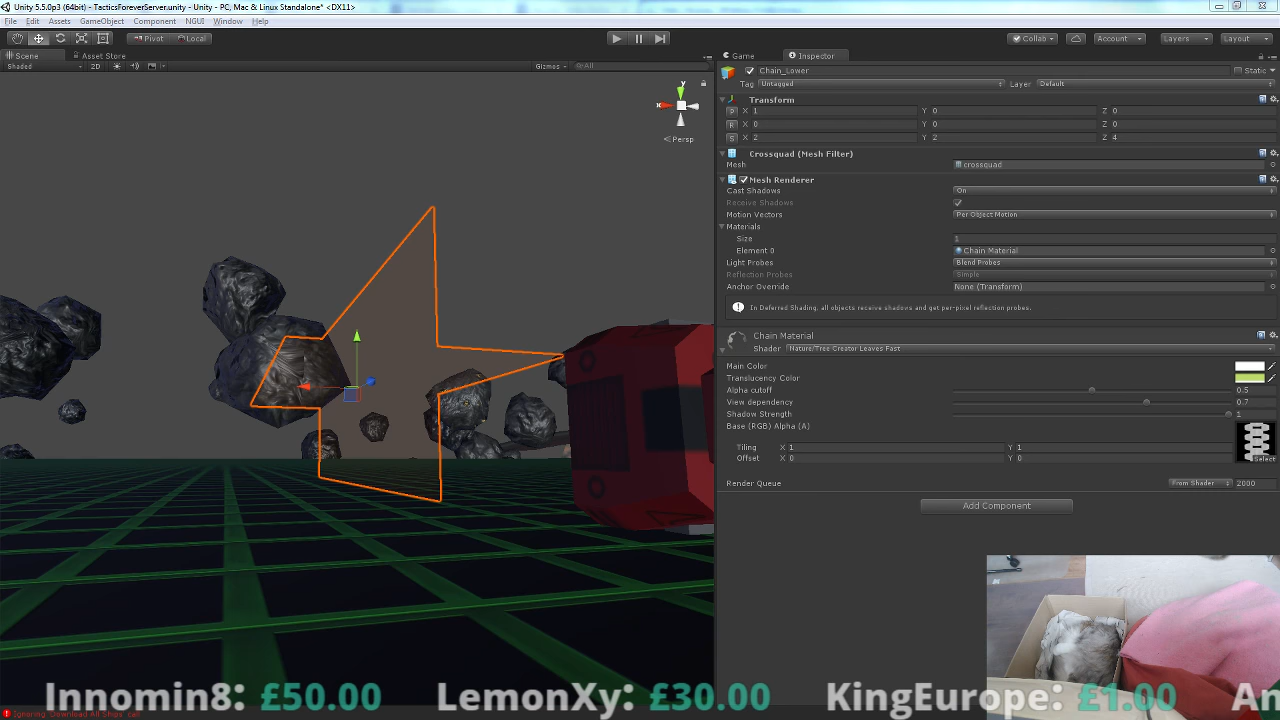 Unity 5.5.0p3 (64bit) - TacticsForeverServer.unity - Unity - PC, Mac & Linux Standalone* <DX11>
File Edit Assets GameObject Component NGUI Window Help
Pivot Local Collab Account Layers Layout
Scene Asset Store Game Inspector
Shaded 2D Gizmos All
Chain_Lower Static
Tag Untagged Layer Default
Transform
P X 1 Y 0 Z 0
R X 0 Y 0 Z 0
S X 2 Y 2 Z 4
y
x
Persp
Crossquad (Mesh Filter)
Mesh crossquad
Mesh Renderer
Cast Shadows On
Receive Shadows
Motion Vectors Per Object Motion
Materials
Size 1
Element 0 Chain Material
Light Probes Blend Probes
Reflection Probes Simple
Anchor Override None (Transform)
In Deferred Shading, all objects receive shadows and get per-pixel reflection probes.
Chain Material
Shader Nature/Tree Creator Leaves Fast
Main Color
Translucency Color
Alpha cutoff 0.5
View dependency 0.7
Shadow Strength 1
Base (RGB) Alpha (A)
Tiling X 1 Y 1
Offset X 0 Y 0
Select
Render Queue From Shader 2000
Add Component
Innomin8: £50.00 LemonXy: £30.00 KingEurope: £1.00 An
Ignoring 'Download All Ships' call